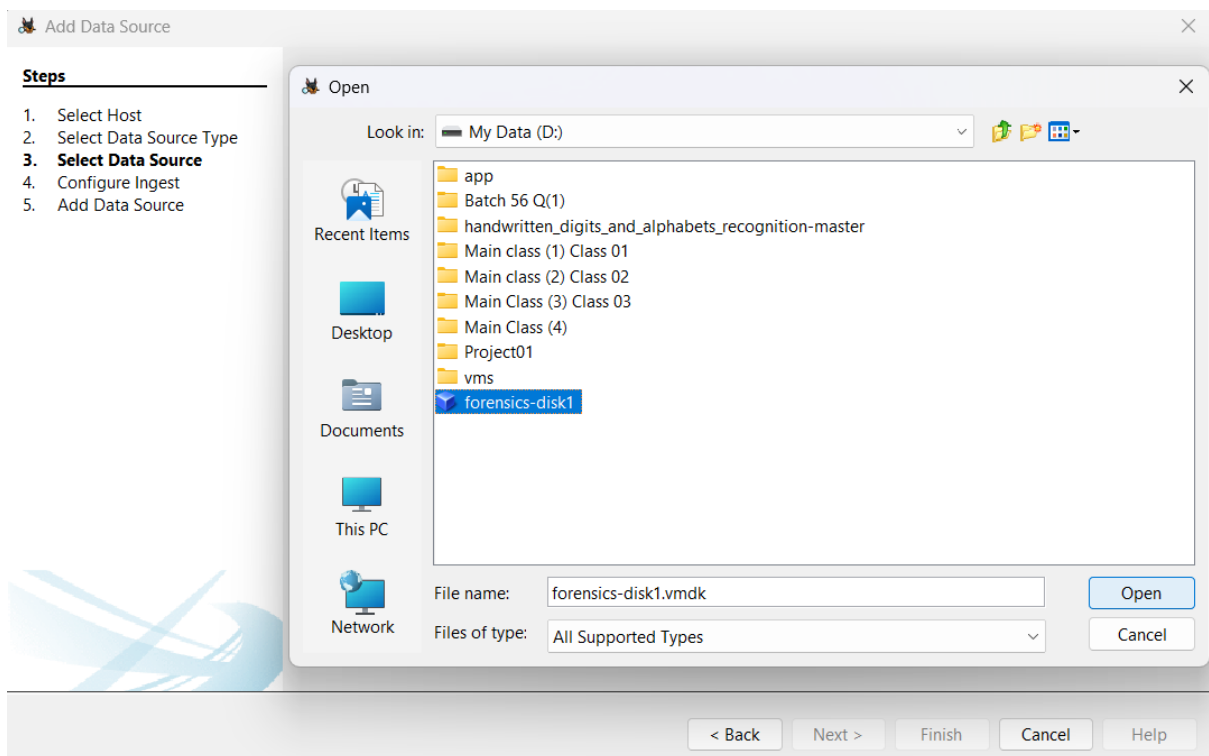 Add Data Source
Steps
1. Select Host
2. Select Data Source Type
3. Select Data Source
4. Configure Ingest
5. Add Data Source
Open
Look in: My Data (D:)
Recent Items
Desktop
Documents
This PC
Network
app
Batch 56 Q(1)
handwritten_digits_and_alphabets_recognition-master
Main class (1) Class 01
Main class (2) Class 02
Main Class (3) Class 03
Main Class (4)
Project01
vms
forensics-disk1
File name: forensics-disk1.vmdk Open
Files of type: All Supported Types Cancel
< Back Next > Finish Cancel Help